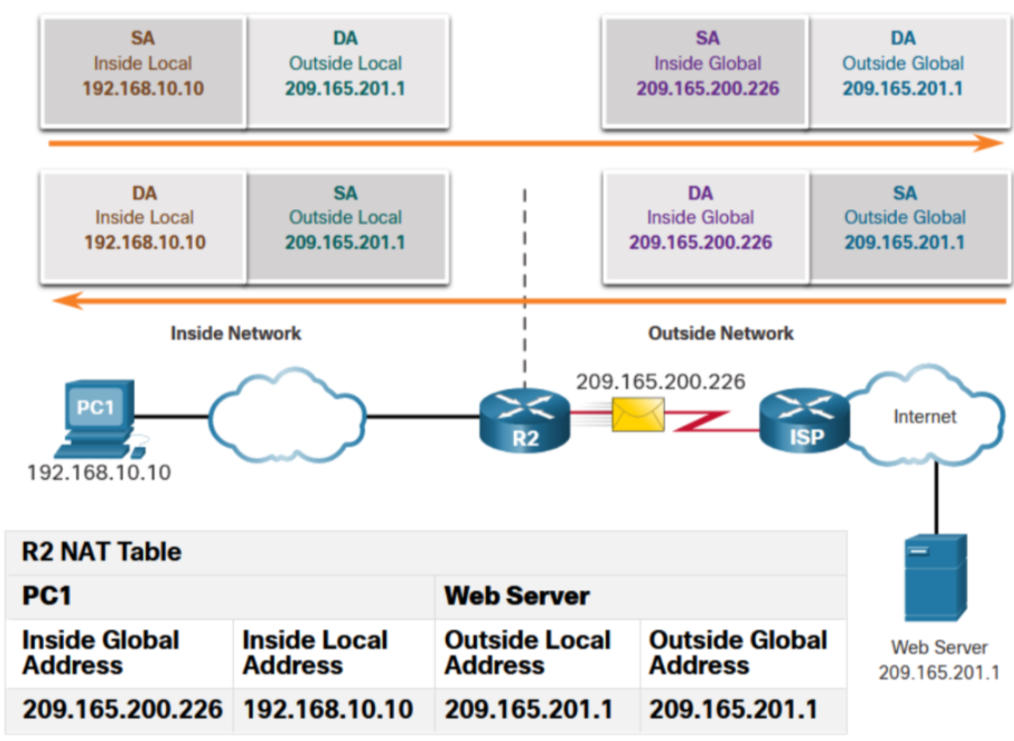 SA
Inside Local
192.168.10.10
DA
Outside Local
209.165.201.1
SA
Inside Global
209.165.200.226
DA
Outside Global
209.165.201.1
DA
Inside Local
192.168.10.10
SA
Outside Local
209.165.201.1
DA
Inside Global
209.165.200.226
SA
Outside Global
209.165.201.1
Inside Network
Outside Network
209.165.200.226
PC1
R2
ISP
Internet
192.168.10.10
Web Server
209.165.201.1
R2 NAT Table
PC1
Web Server
Inside Global
Address
Inside Local
Address
Outside Local
Address
Outside Global
Address
209.165.200.226
192.168.10.10
209.165.201.1
209.165.201.1